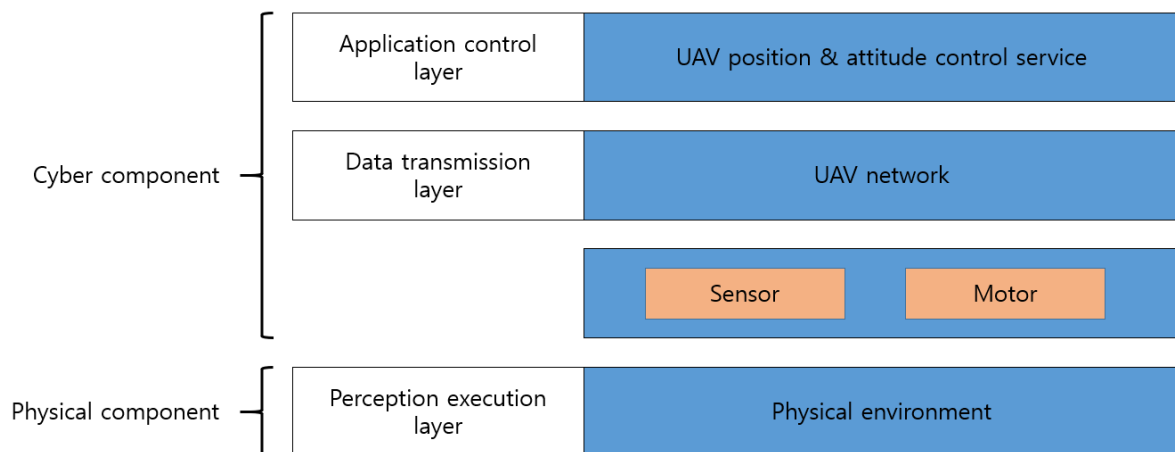 Application control
layer
UAV position & attitude control service
Cyber component
Data transmission
layer
UAV network
Sensor
Motor
Physical component
Perception execution
layer
Physical environment